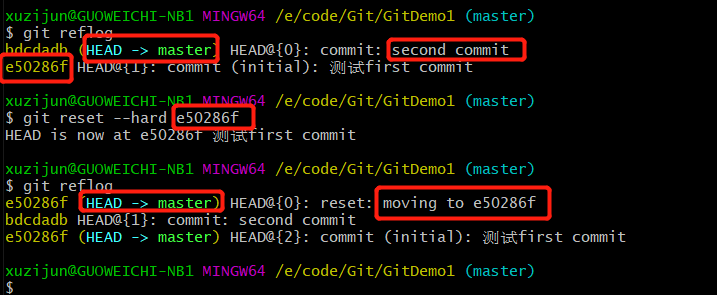 xuzijun@GUOWEICHI-NB1 MINGW64 /e/code/Git/GitDemo1 (master)
$ git reflog
bdcdadb (HEAD -> master) HEAD@{0}: commit: second commit
e50286f HEAD@{1}: commit (initial): 测试first commit
xuzijun@GUOWEICHI-NB1 MINGW64 /e/code/Git/GitDemo1 (master)
$ git reset --hard e50286f
HEAD is now at e50286f 测试first commit
xuzijun@GUOWEICHI-NB1 MINGW64 /e/code/Git/GitDemo1 (master)
$ git reflog
e50286f (HEAD -> master) HEAD@{0}: reset: moving to e50286f
bdcdadb HEAD@{1}: commit: second commit
e50286f (HEAD -> master) HEAD@{2}: commit (initial): 测试first commit
xuzijun@GUOWEICHI-NB1 MINGW64 /e/code/Git/GitDemo1 (master)
$